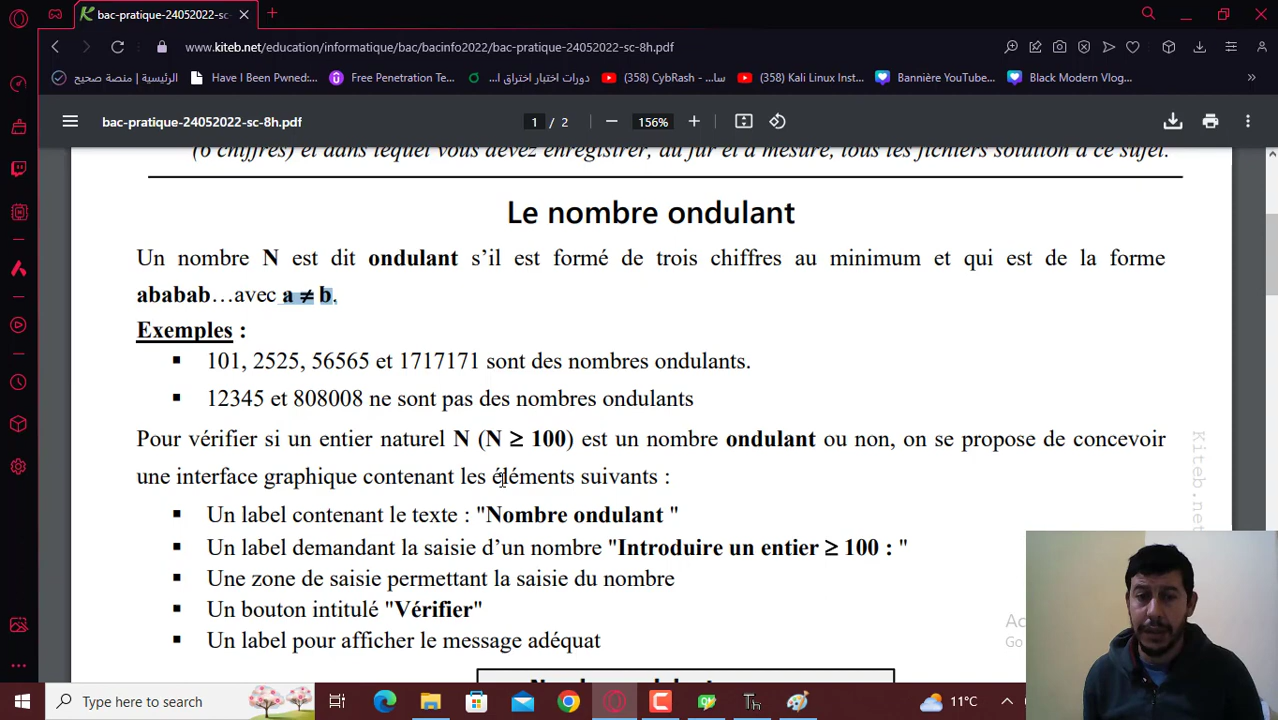 bac-pratique-24052022-sc-
www.kiteb.net/education/informatique/bac/bacinfo2022/bac-pratique-24052022-sc-8h.pdf
الرئيسية | منصة صحيح
Have I Been Pwned:...
Free Penetration Te...
دورات اختبار اختراق ا...
(358) CybRash - سا...
(358) Kali Linux Inst...
Bannière YouTube...
Black Modern Vlog...
bac-pratique-24052022-sc-8h.pdf
1 / 2
156%
(6 chiffres) et dans lequel vous devez enregistrer, au fur et à mesure, tous les fichiers solution à ce sujet.
Le nombre ondulant
Un nombre N est dit ondulant s’il est formé de trois chiffres au minimum et qui est de la forme
ababab…avec a ≠ b.
Exemples :
▪ 101, 2525, 56565 et 1717171 sont des nombres ondulants.
▪ 12345 et 808008 ne sont pas des nombres ondulants
Pour vérifier si un entier naturel N (N ≥ 100) est un nombre ondulant ou non, on se propose de concevoir
une interface graphique contenant les éléments suivants :
▪ Un label contenant le texte : "Nombre ondulant "
▪ Un label demandant la saisie d’un nombre "Introduire un entier ≥ 100 : "
▪ Une zone de saisie permettant la saisie du nombre
▪ Un bouton intitulé "Vérifier"
▪ Un label pour afficher le message adéquat
Kiteb.net
Type here to search
11°C